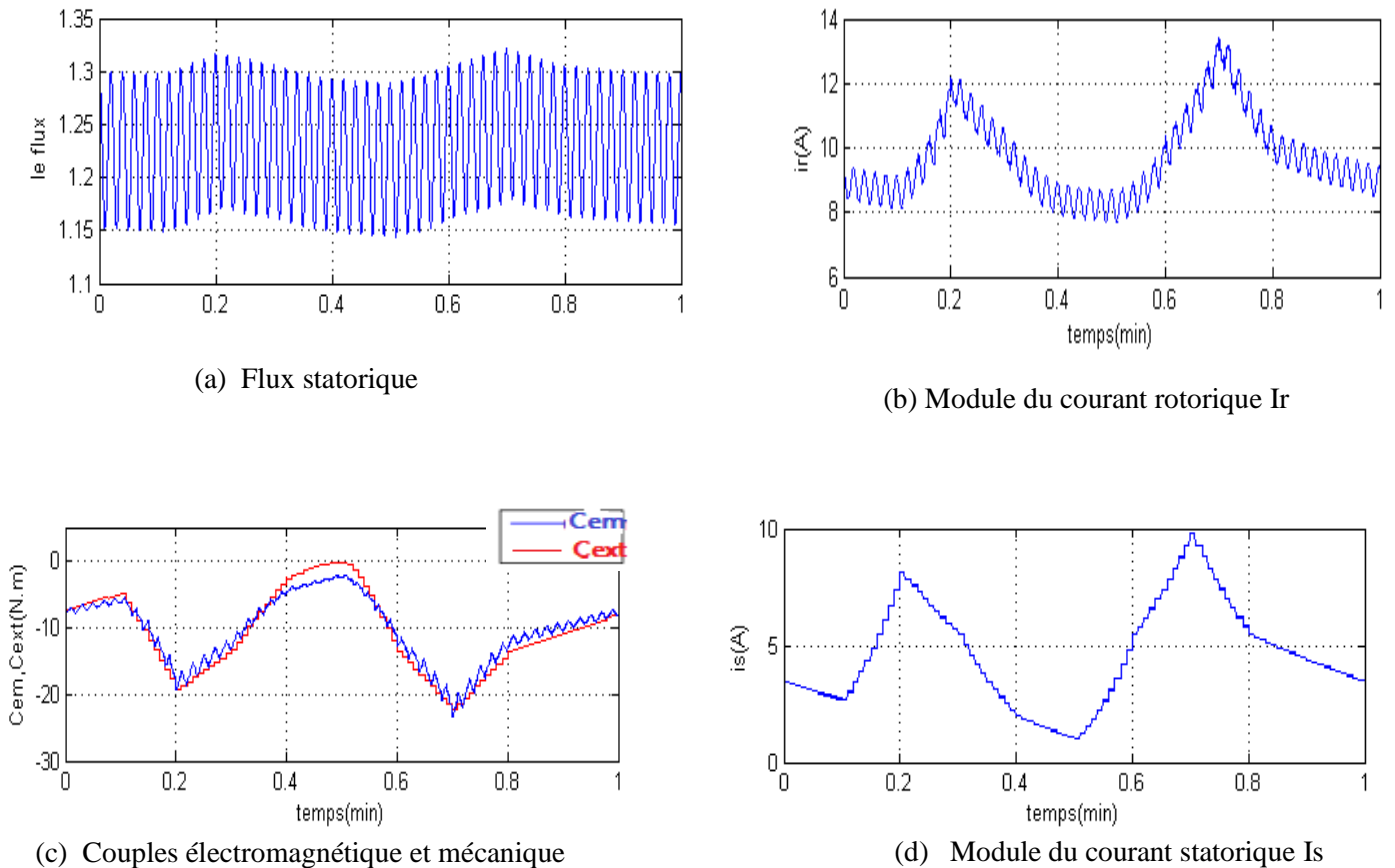 1.35
1.3
1.25
1.2
1.15
1.1
le flux
0 0.2 0.4 0.6 0.8 1
(a) Flux statorique
14
12
10
8
6
ir(A)
0 0.2 0.4 0.6 0.8 1
temps(min)
(b) Module du courant rotorique Ir
Cem
Cext
0
-10
-20
-30
Cem,Cext(N.m)
0 0.2 0.4 0.6 0.8 1
temps(min)
(c) Couples électromagnétique et mécanique
10
5
0
is(A)
0 0.2 0.4 0.6 0.8 1
temps(min)
(d) Module du courant statorique Is